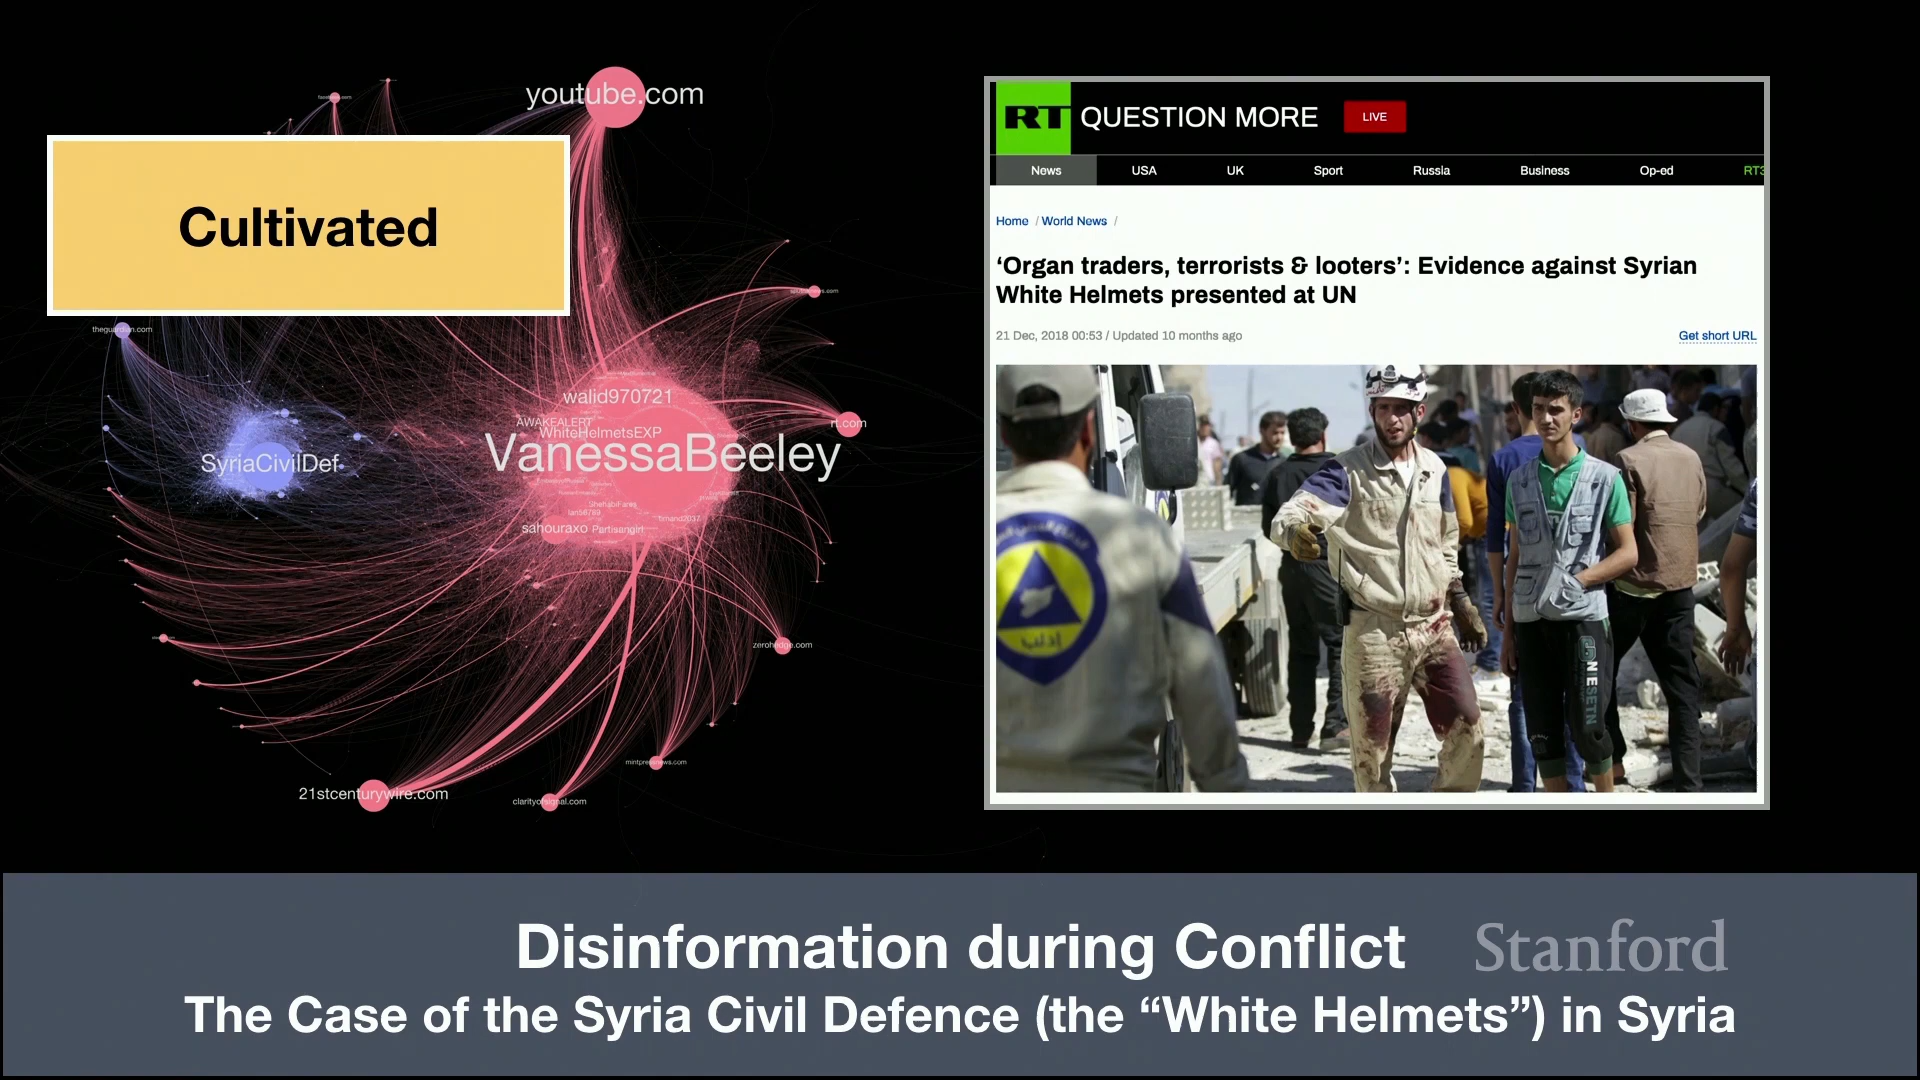 youtube.com
Cultivated
theguardian.com
walid970721
AWAKEALERT
WhiteHelmetsEXP
VanessaBeeley
SyriaCivilDef
rt.com
ShehabiFares
Ian56789
timand2037
sahouraxo
Partisangirl
zerohedge.com
mintpressnews.com
21stcenturywire.com
clarityofsignal.com
RT QUESTION MORE LIVE
News USA UK Sport Russia Business Op-ed
Home / World News /
‘Organ traders, terrorists & looters’: Evidence against Syrian
White Helmets presented at UN
21 Dec, 2018 00:53 / Updated 10 months ago Get short URL
إدلب
Disinformation during Conflict Stanford
The Case of the Syria Civil Defence (the “White Helmets”) in Syria